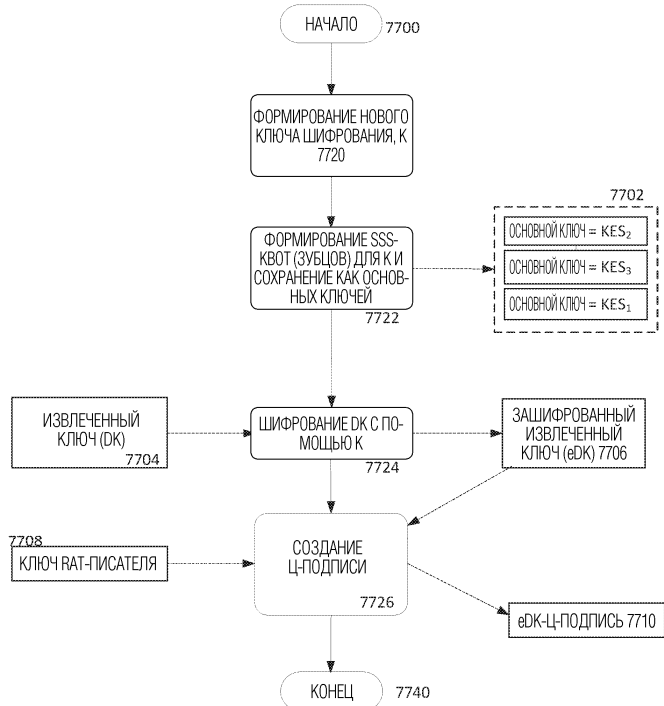 НАЧАЛО
7700
ФОРМИРОВАНИЕ НОВОГО
КЛЮЧА ШИФРОВАНИЯ, К
7720
7702
ФОРМИРОВАНИЕ SSS-
КВОТ (ЗУБЦОВ) ДЛЯ К И
СОХРАНЕНИЕ КАК ОСНОВ-
НЫХ КЛЮЧЕЙ
7722
ОСНОВНОЙ КЛЮЧ = KES₂
ОСНОВНОЙ КЛЮЧ = KES₃
ОСНОВНОЙ КЛЮЧ = KES₁
ИЗВЛЕЧЕННЫЙ
КЛЮЧ (DK)
7704
ШИФРОВАНИЕ DK С ПО-
МОЩЬЮ К
7724
ЗАШИФРОВАННЫЙ
ИЗВЛЕЧЕННЫЙ
КЛЮЧ (eDK) 7706
7708
КЛЮЧ RAT-ПИСАТЕЛЯ
СОЗДАНИЕ
Ц-ПОДПИСИ
7726
eDK-Ц-ПОДПИСЬ 7710
КОНЕЦ
7740